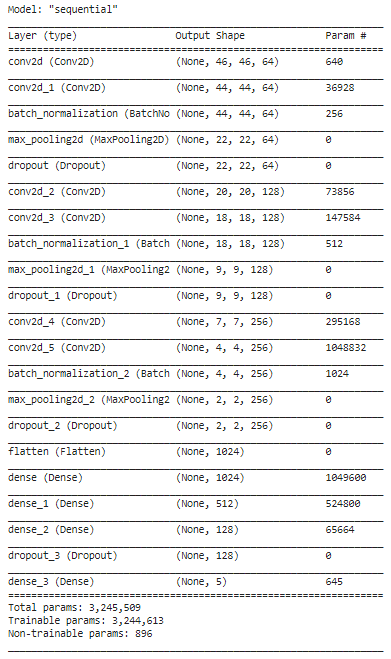 Model: "sequential"
Layer (type) Output Shape Param #
conv2d (Conv2D) (None, 46, 46, 64) 640
conv2d_1 (Conv2D) (None, 44, 44, 64) 36928
batch_normalization (BatchNo (None, 44, 44, 64) 256
max_pooling2d (MaxPooling2D) (None, 22, 22, 64) 0
dropout (Dropout) (None, 22, 22, 64) 0
conv2d_2 (Conv2D) (None, 20, 20, 128) 73856
conv2d_3 (Conv2D) (None, 18, 18, 128) 147584
batch_normalization_1 (Batch (None, 18, 18, 128) 512
max_pooling2d_1 (MaxPooling2 (None, 9, 9, 128) 0
dropout_1 (Dropout) (None, 9, 9, 128) 0
conv2d_4 (Conv2D) (None, 7, 7, 256) 295168
conv2d_5 (Conv2D) (None, 4, 4, 256) 1048832
batch_normalization_2 (Batch (None, 4, 4, 256) 1024
max_pooling2d_2 (MaxPooling2 (None, 2, 2, 256) 0
dropout_2 (Dropout) (None, 2, 2, 256) 0
flatten (Flatten) (None, 1024) 0
dense (Dense) (None, 1024) 1049600
dense_1 (Dense) (None, 512) 524800
dense_2 (Dense) (None, 128) 65664
dropout_3 (Dropout) (None, 128) 0
dense_3 (Dense) (None, 5) 645
Total params: 3,245,509
Trainable params: 3,244,613
Non-trainable params: 896